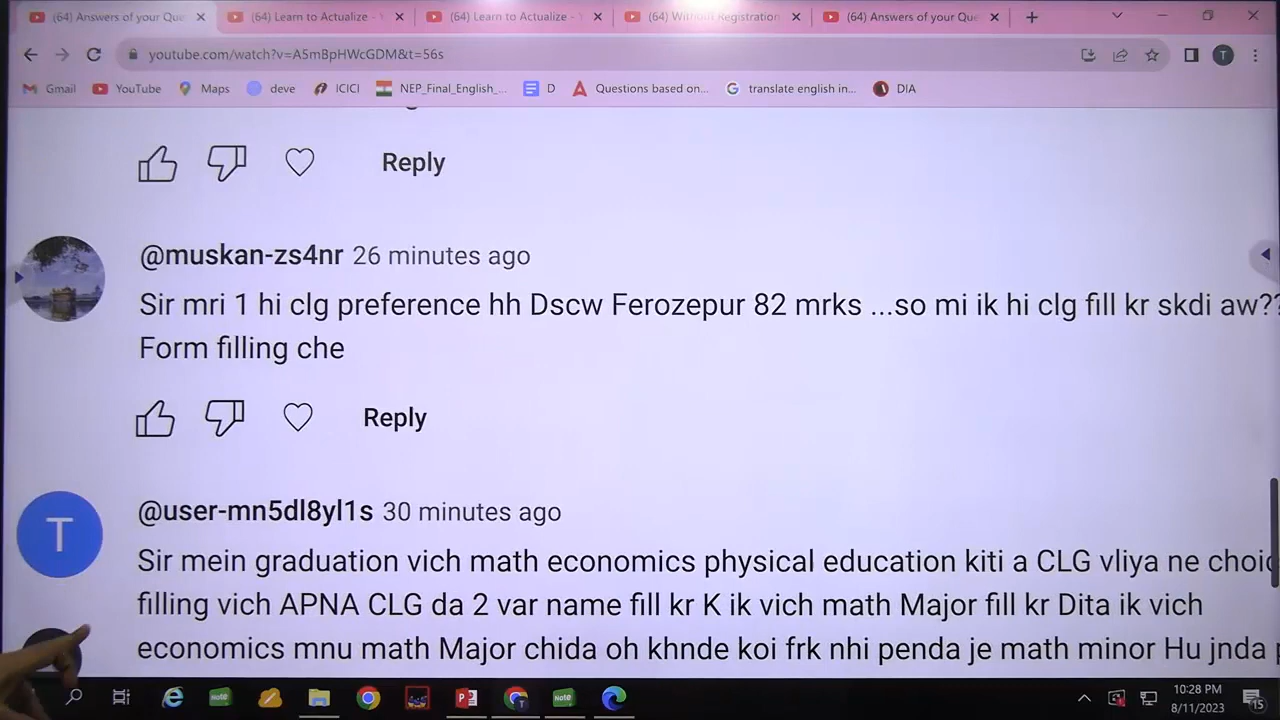 (64) Answers of your Que
(64) Learn to Actualize -
(64) Learn to Actualize -
(64) Without Registration
(64) Answers of your Que
youtube.com/watch?v=A5mBpHWcGDM&t=56s
T
Gmail
YouTube
Maps
deve
ICICI
NEP_Final_English_...
D
Questions based on...
translate english in...
DIA
Reply
@muskan-zs4nr 26 minutes ago
Sir mri 1 hi clg preference hh Dscw Ferozepur 82 mrks ...so mi ik hi clg fill kr skdi aw??
Form filling che
Reply
T
@user-mn5dl8yl1s 30 minutes ago
Sir mein graduation vich math economics physical education kiti a CLG vliya ne choic
filling vich APNA CLG da 2 var name fill kr K ik vich math Major fill kr Dita ik vich
economics mnu math Major chida oh khnde koi frk nhi penda je math minor Hu jnda
Note
Note
10:28 PM
8/11/2023
15